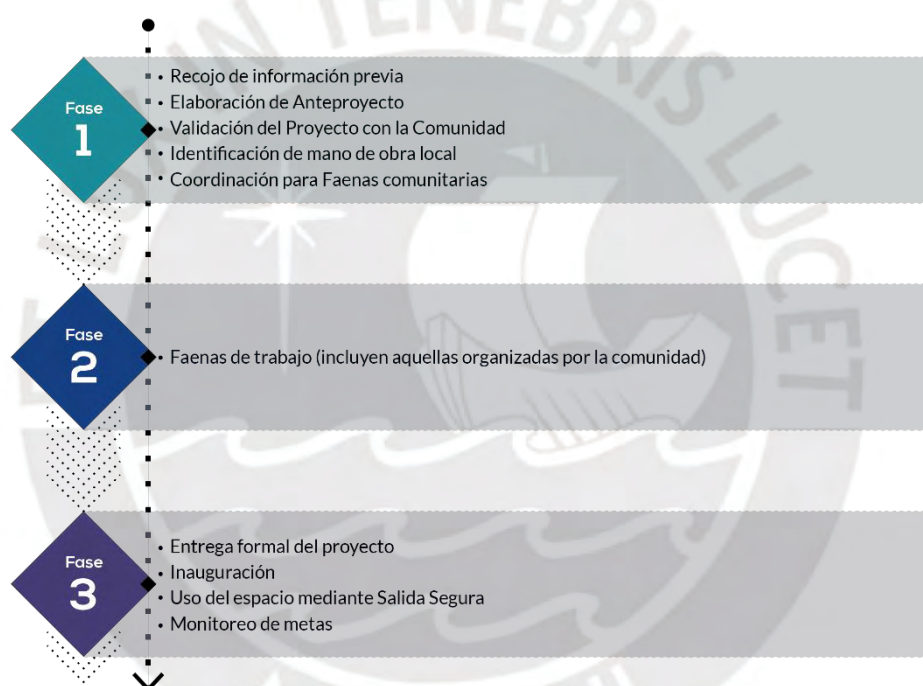 TENEBRIS LUCET
Fase
1
• Recojo de información previa
• Elaboración de Anteproyecto
• Validación del Proyecto con la Comunidad
• Identificación de mano de obra local
• Coordinación para Faenas comunitarias
Fase
2
• Faenas de trabajo (incluyen aquellas organizadas por la comunidad)
Fase
3
• Entrega formal del proyecto
• Inauguración
• Uso del espacio mediante Salida Segura
• Monitoreo de metas